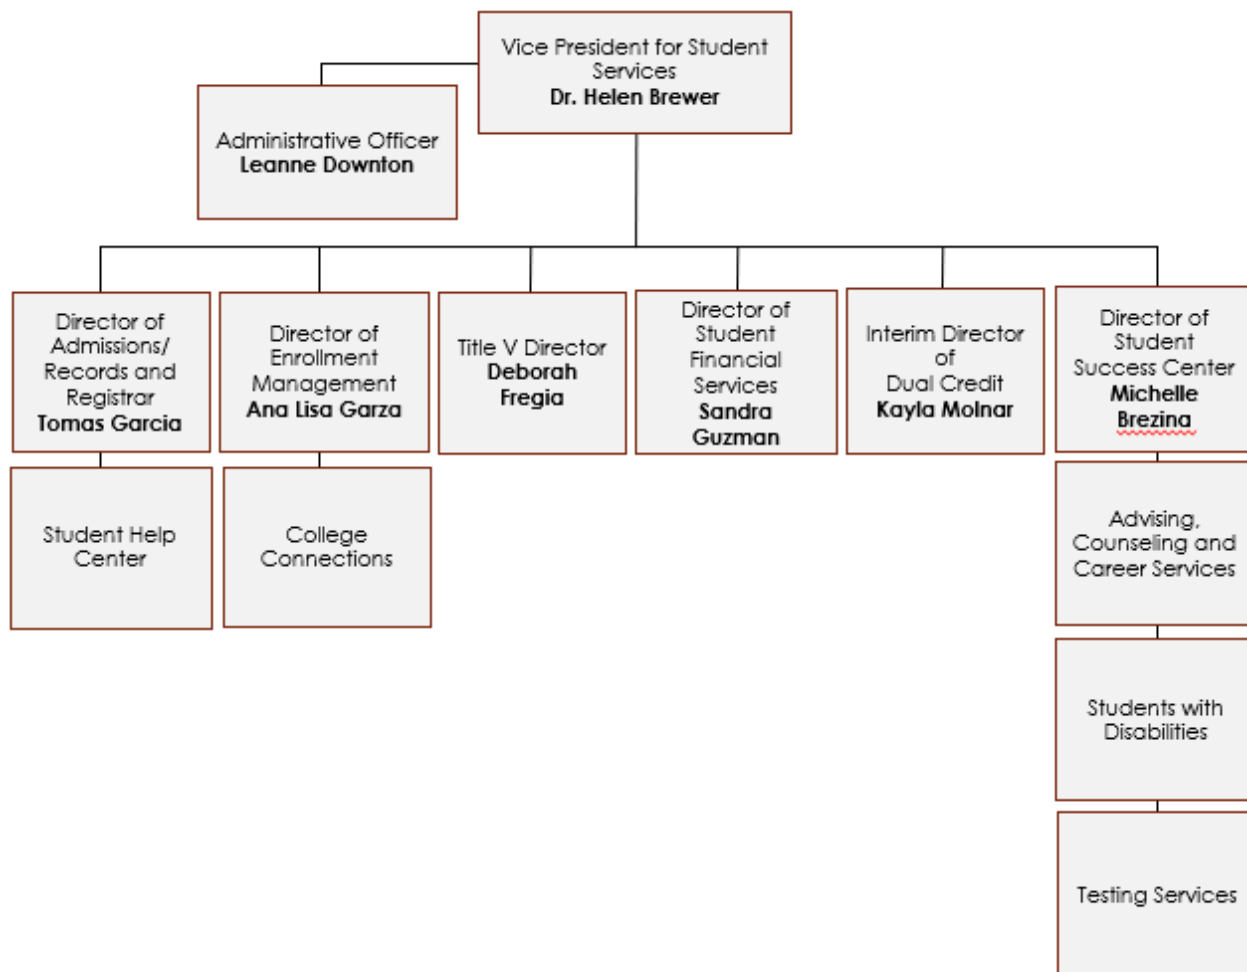 Vice President for Student
Services
Dr. Helen Brewer
Administrative Officer
Leanne Downton
Director of
Admissions/
Records and
Registrar
Tomas Garcia
Director of
Enrollment
Management
Ana Lisa Garza
Title V Director
Deborah
Fregia
Director of
Student
Financial
Services
Sandra
Guzman
Interim Director
of
Dual Credit
Kayla Molnar
Director of
Student
Success Center
Michelle
Brezina
Student Help
Center
College
Connections
Advising,
Counseling and
Career Services
Students with
Disabilities
Testing Services